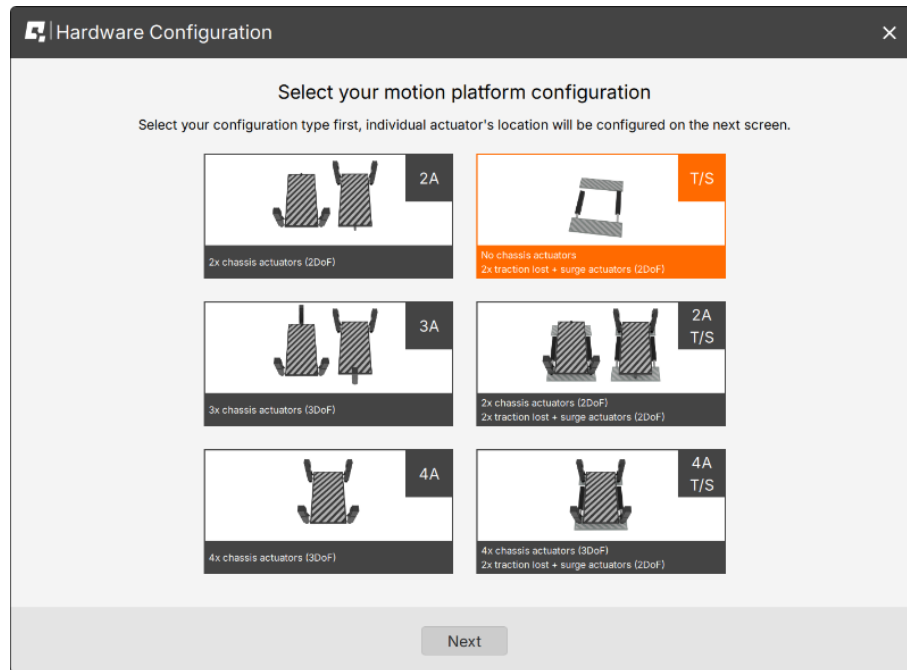 Hardware Configuration
Select your motion platform configuration
Select your configuration type first, individual actuator's location will be configured on the next screen.
2A
2x chassis actuators (2DoF)
T/S
No chassis actuators
2x traction lost + surge actuators (2DoF)
3A
3x chassis actuators (3DoF)
2A
T/S
2x chassis actuators (2DoF)
2x traction lost + surge actuators (2DoF)
4A
4x chassis actuators (3DoF)
4A
T/S
4x chassis actuators (3DoF)
2x traction lost + surge actuators (2DoF)
Next